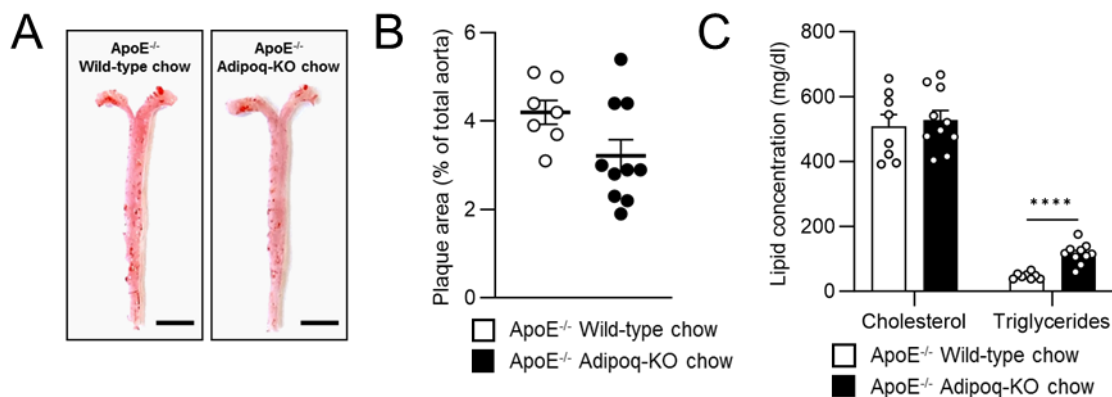 A
ApoE⁻/⁻
Wild-type chow
ApoE⁻/⁻
Adipoq-KO chow
B
Plaque area (% of total aorta)
6
4
2
0
ApoE⁻/⁻ Wild-type chow
ApoE⁻/⁻ Adipoq-KO chow
C
Lipid concentration (mg/dl)
800
600
400
200
0
****
Cholesterol
Triglycerides
ApoE⁻/⁻ Wild-type chow
ApoE⁻/⁻ Adipoq-KO chow